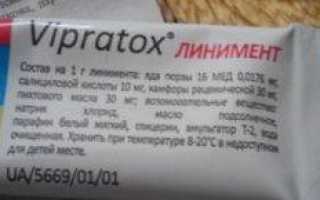 Vipratox® ЛИНИМЕНТ
Состав на 1 г линимента: яда гюрзы 16 МЕД 0,0176 мг,
салициловой кислоты 10 мг, камфоры рацемической 30 мг,
пихтового масла 30 мг; вспомогательные вещества:
натрия хлорид, масло подсолнечн.,
парафин белый мягкий, глицерин, эмульгатор Т-2, вода
очищенная. Хранить при температуре 8-20°С в недоступном
для детей месте.
UA/5669/01/01